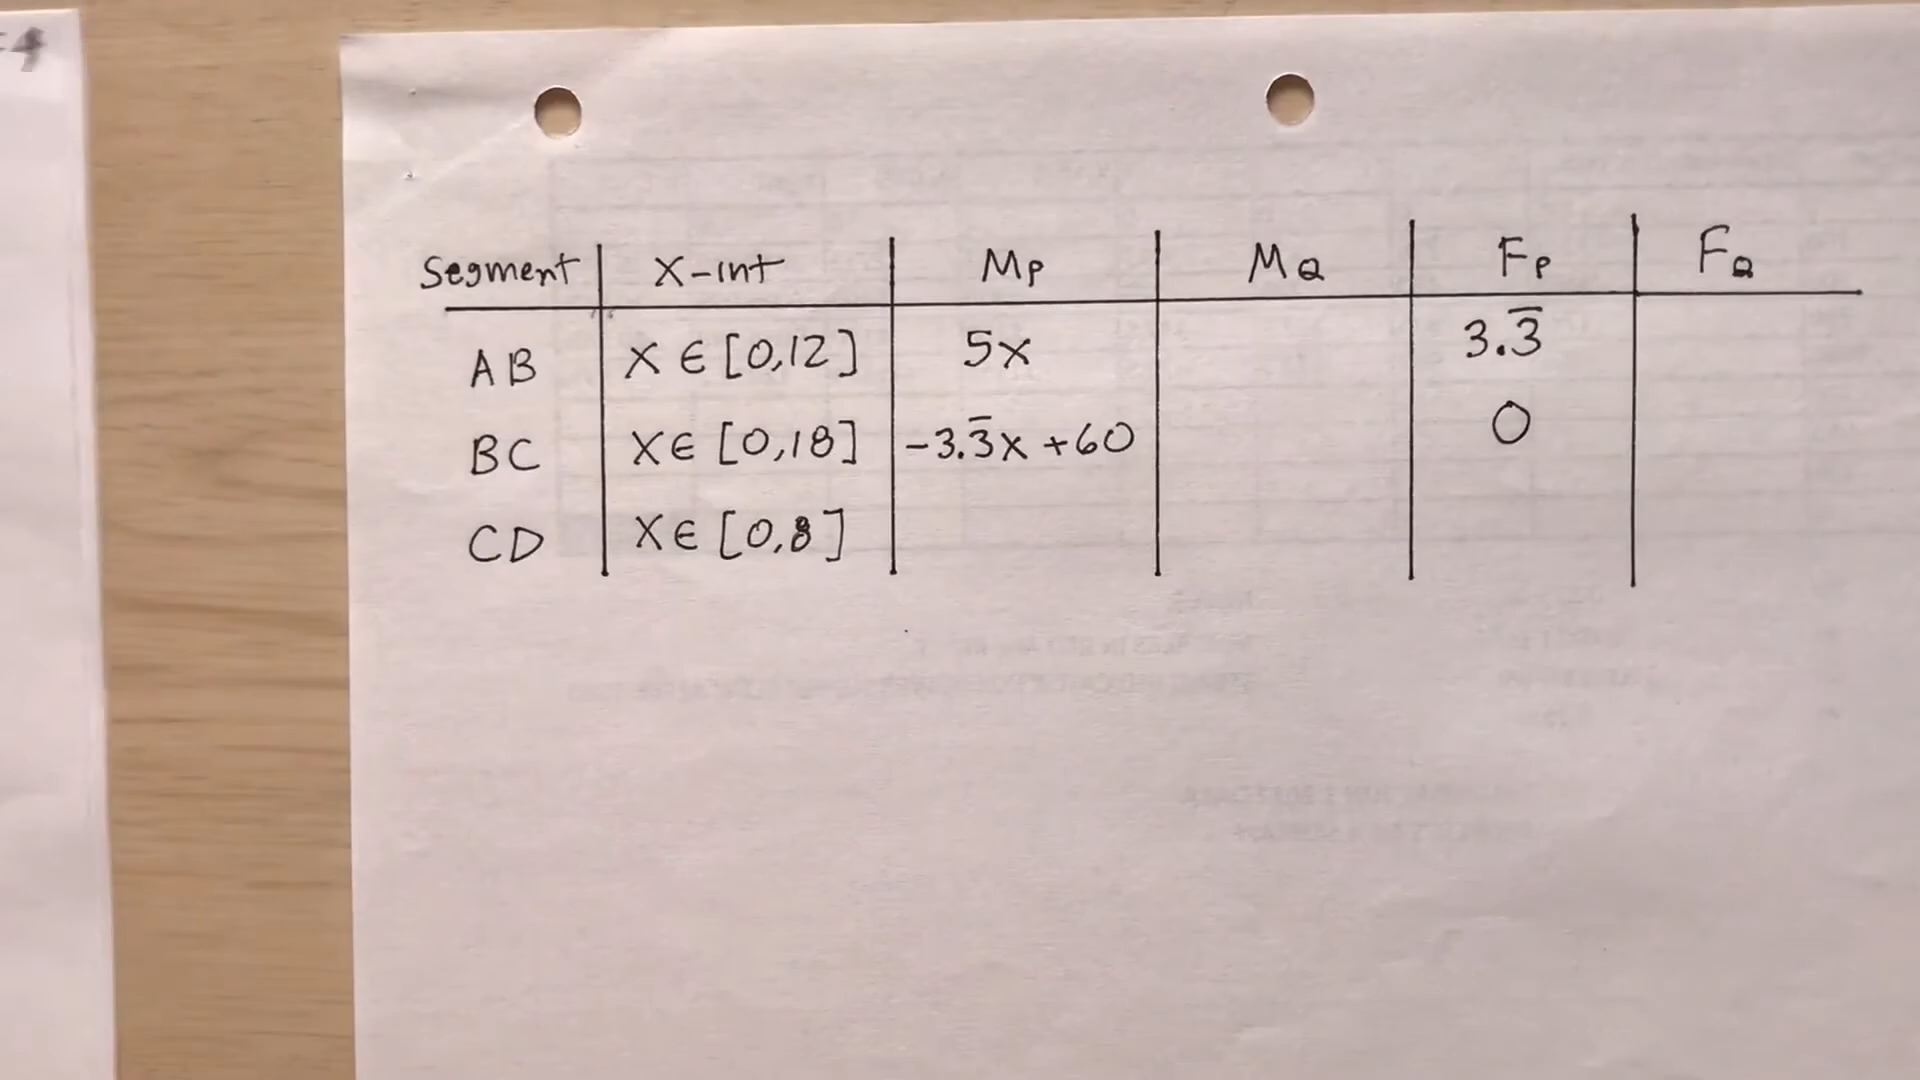 =4
Segment X-int Mp MQ Fp FQ
AB X ∈ [0,12] 5x 3.3̅
BC X ∈ [0,18] -3.3̅x +60 0
CD X ∈ [0,8]